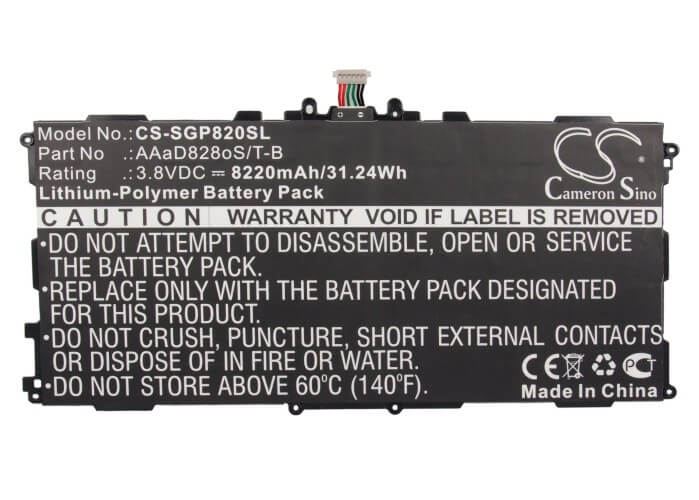 Model No.: CS-SGP820SL
Part No : AAaD828oS/T-B
Rating : 3.8VDC ⎓ 8220mAh/31.24Wh
Lithium-Polymer Battery Pack
CS
Cameron Sino
CAUTION WARRANTY VOID IF LABEL IS REMOVED
•DO NOT ATTEMPT TO DISASSEMBLE, OPEN OR SERVICE
THE BATTERY PACK.
•REPLACE ONLY WITH THE BATTERY PACK DESIGNATED
FOR THIS PRODUCT.
•DO NOT CRUSH, PUNCTURE, SHORT EXTERNAL CONTACTS
OR DISPOSE OF IN FIRE OR WATER.
•DO NOT STORE ABOVE 60°C (140°F).
CE
Made In China